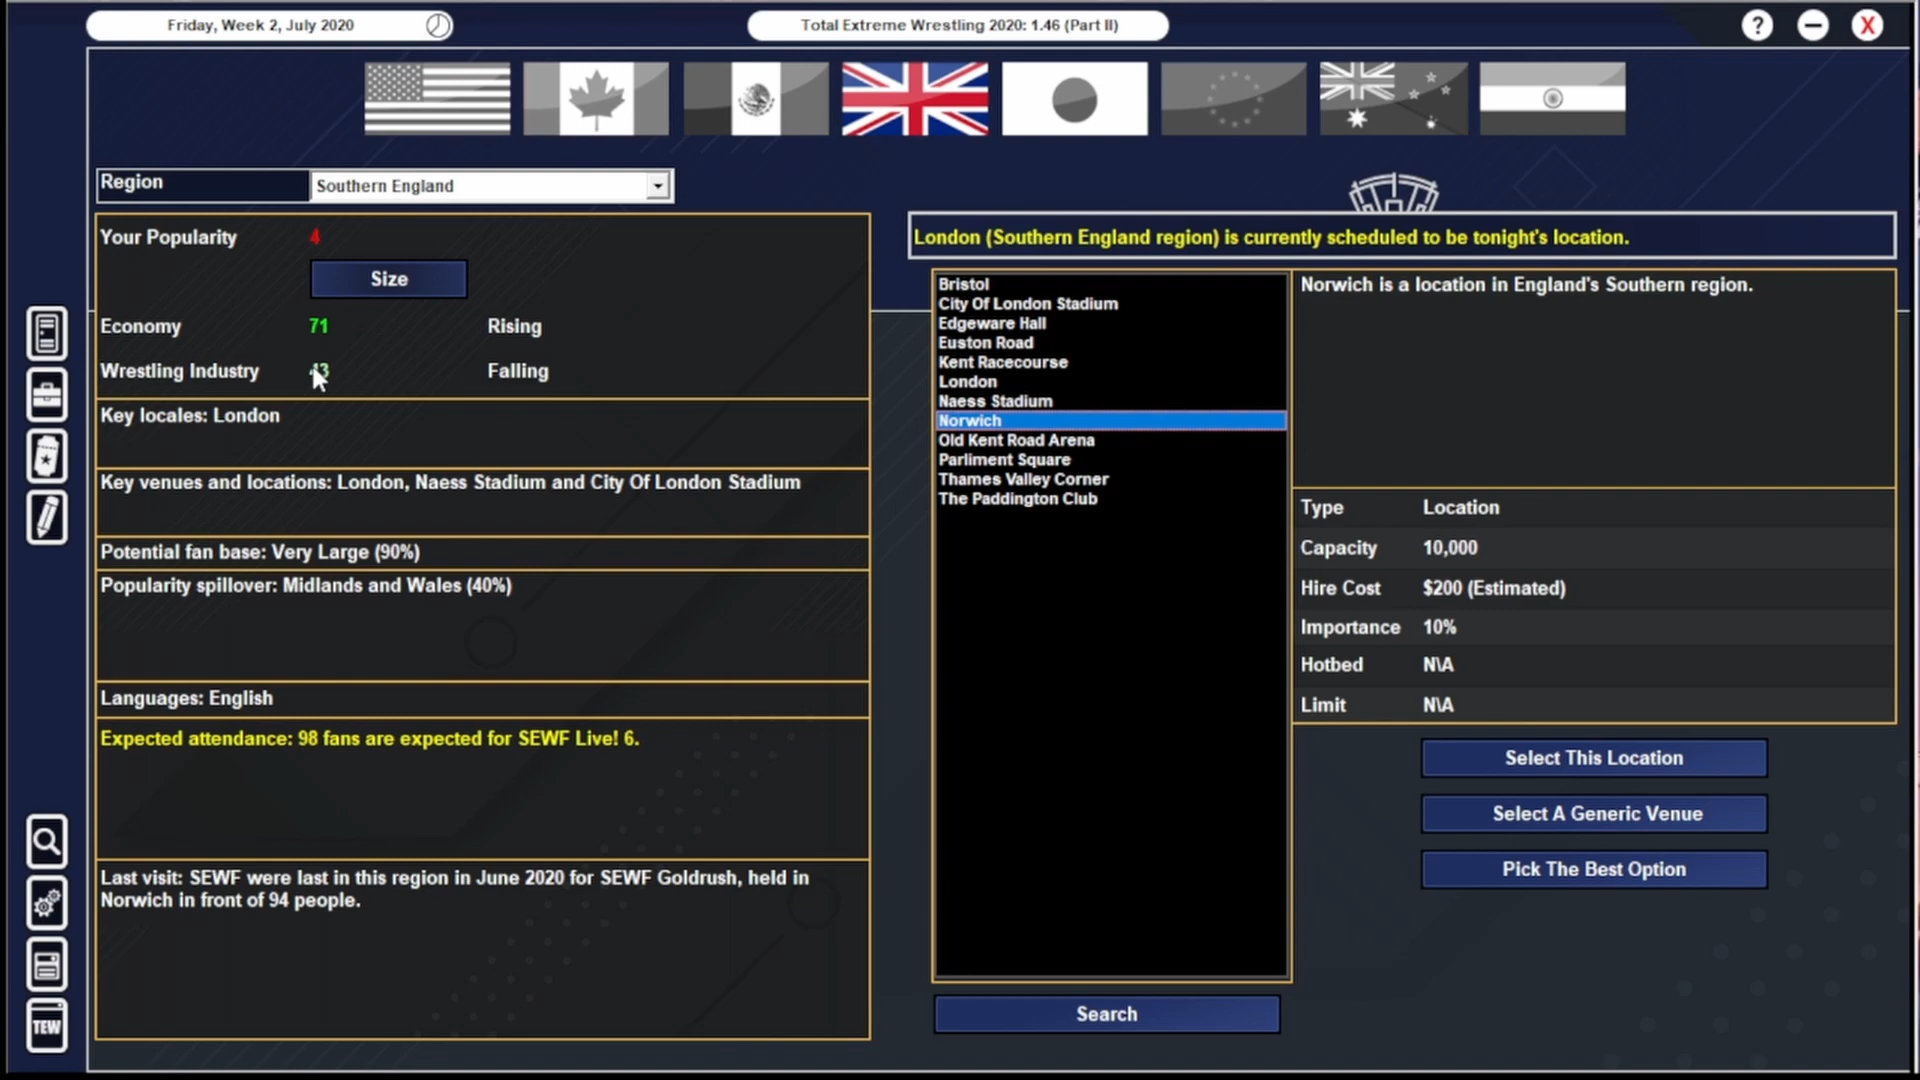 Friday, Week 2, July 2020
Total Extreme Wrestling 2020: 1.46 (Part II)
?
X
Region
Southern England
Your Popularity 4
Size
Economy 71 Rising
Wrestling Industry Falling
Key locales: London
Key venues and locations: London, Naess Stadium and City Of London Stadium
Potential fan base: Very Large (90%)
Popularity spillover: Midlands and Wales (40%)
Languages: English
Expected attendance: 98 fans are expected for SEWF Live! 6.
Last visit: SEWF were last in this region in June 2020 for SEWF Goldrush, held in
Norwich in front of 94 people.
London (Southern England region) is currently scheduled to be tonight's location.
Bristol
City Of London Stadium
Edgeware Hall
Euston Road
Kent Racecourse
London
Naess Stadium
Norwich
Old Kent Road Arena
Parliment Square
Thames Valley Corner
The Paddington Club
Search
Norwich is a location in England's Southern region.
Type Location
Capacity 10,000
Hire Cost $200 (Estimated)
Importance 10%
Hotbed N\A
Limit N\A
Select This Location
Select A Generic Venue
Pick The Best Option
TEW